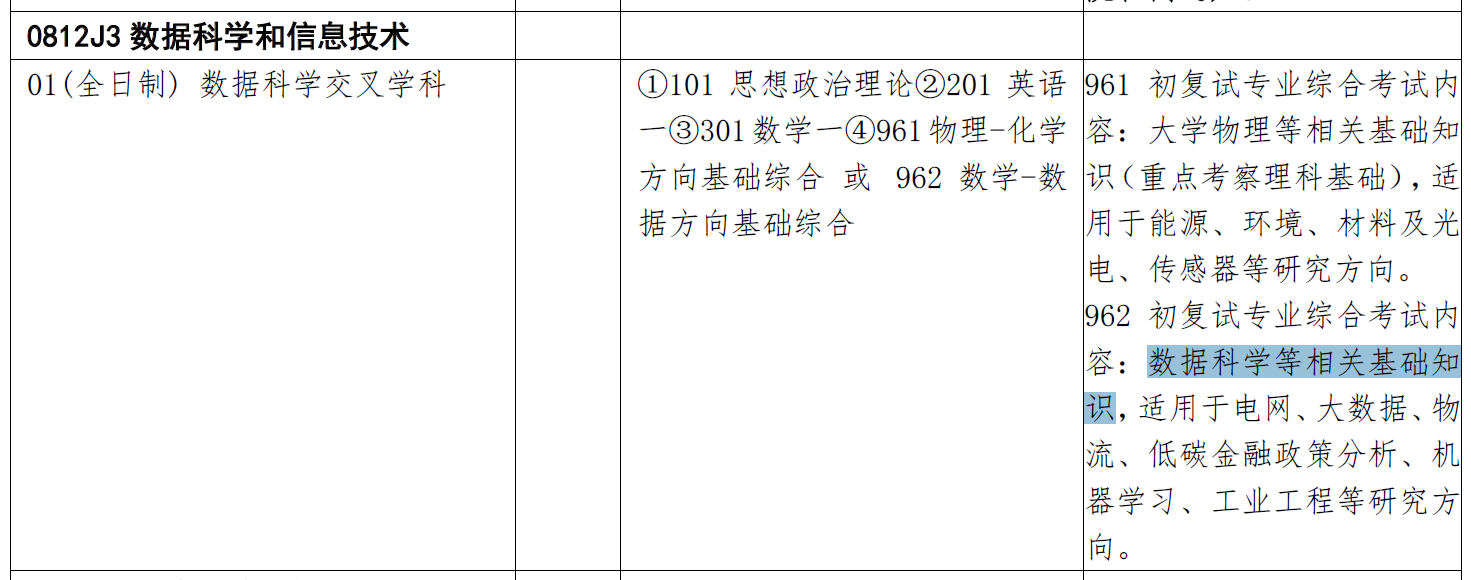 0812J3 数据科学和信息技术
01(全日制) 数据科学交叉学科
①101 思想政治理论②201 英语
一③301 数学一④961 物理-化学
方向基础综合 或 962 数学-数
据方向基础综合
961 初复试专业综合考试内
容：大学物理等相关基础知
识（重点考察理科基础），适
用于能源、环境、材料及光
电、传感器等研究方向。
962 初复试专业综合考试内
容：数据科学等相关基础知
识，适用于电网、大数据、物
流、低碳金融政策分析、机
器学习、工业工程等研究方
向。